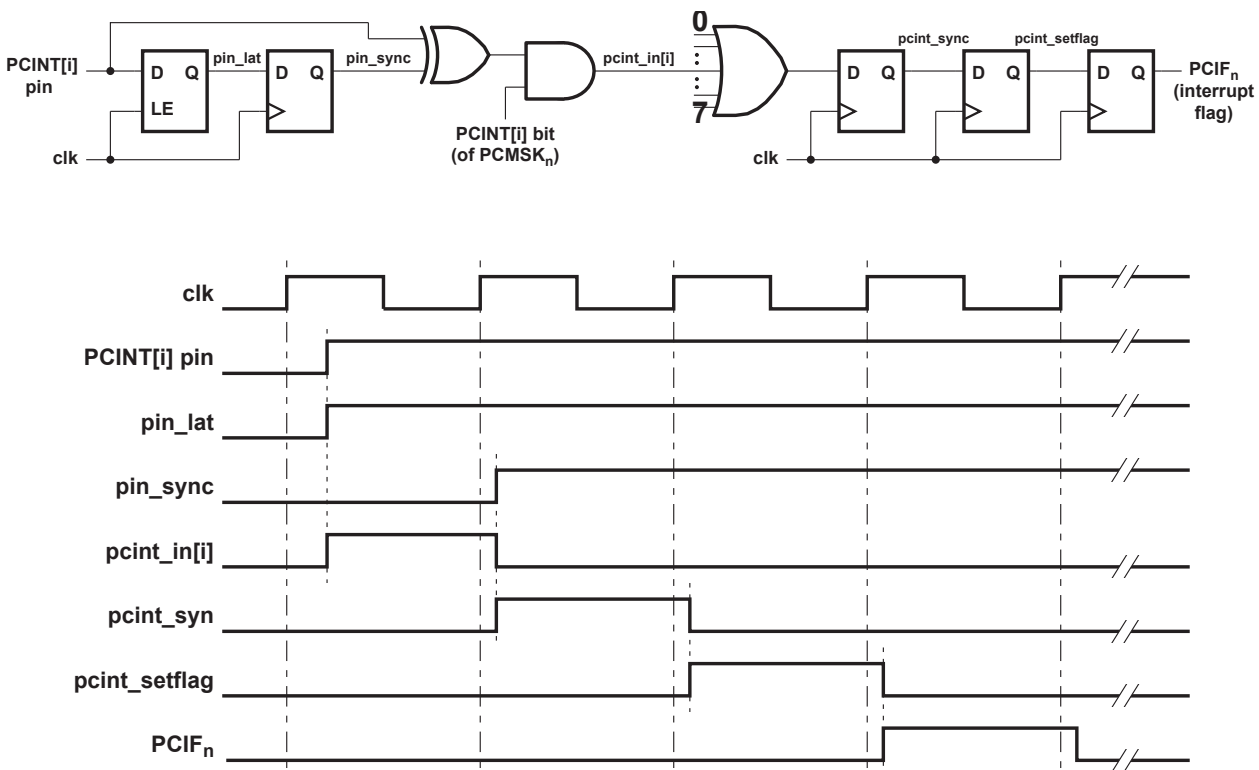 0
pcint_sync pcint_setflag
PCINT[i]
pin
D Q
pin_lat
D Q
pin_sync
pcint_in[i]
D Q
D Q
D Q
PCIFn
(interrupt
flag)
LE
7
PCINT[i] bit
(of PCMSKn)
clk
clk
clk
PCINT[i] pin
pin_lat
pin_sync
pcint_in[i]
pcint_syn
pcint_setflag
PCIFn